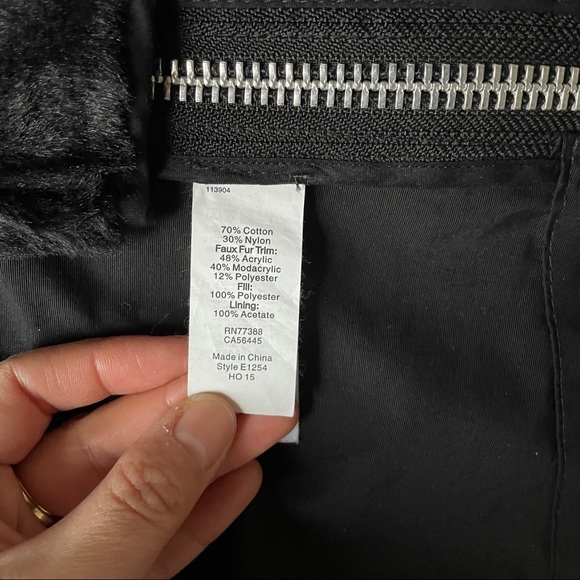 113904
70% Cotton
30% Nylon
Faux Fur Trim:
48% Acrylic
40% Modacrylic
12% Polyester
Fill:
100% Polyester
Lining:
100% Acetate
RN77388
CA56445
Made in China
Style E1254
HO 15